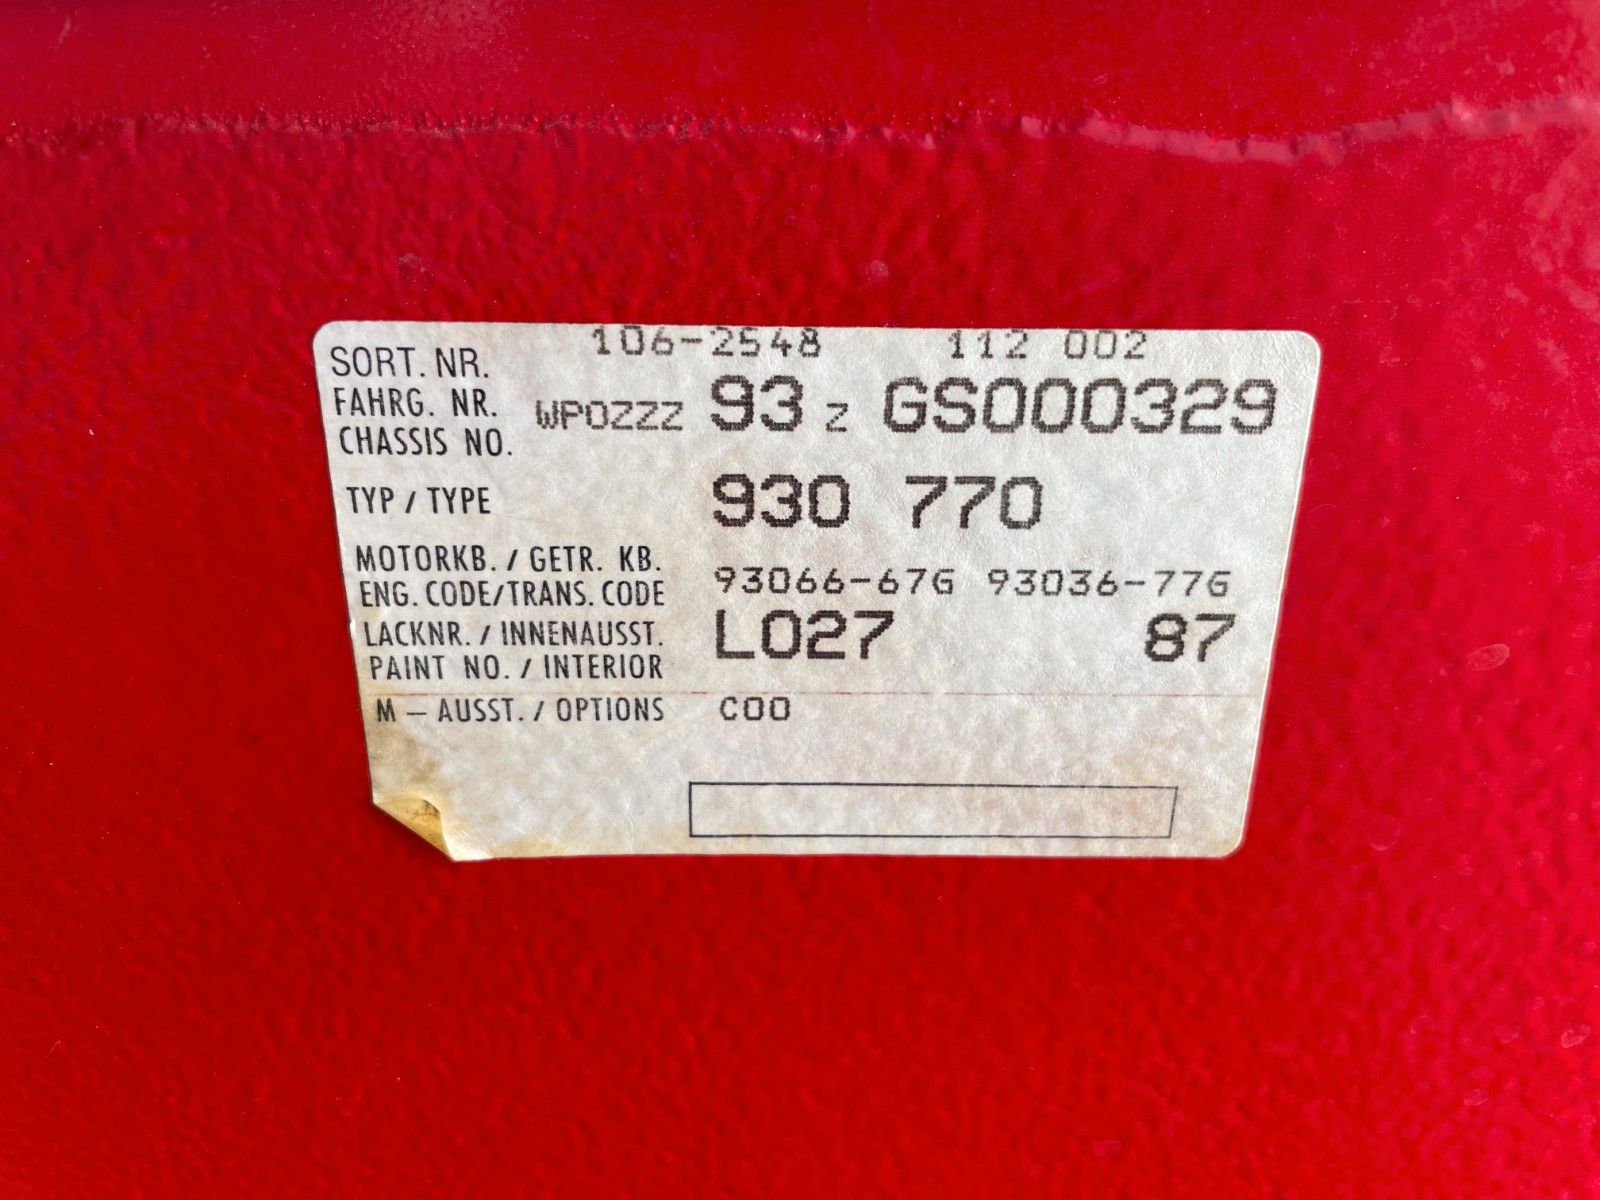 106-2548 112 002
SORT. NR.
FAHRG. NR. WP0ZZZ 93 Z GS000329
CHASSIS NO.
TYP / TYPE 930 770
MOTORKB. / GETR. KB.
ENG. CODE/TRANS. CODE 93066-67G 93036-77G
LACKNR. / INNENAUSST. L027 87
PAINT NO. / INTERIOR
M – AUSST. / OPTIONS C00